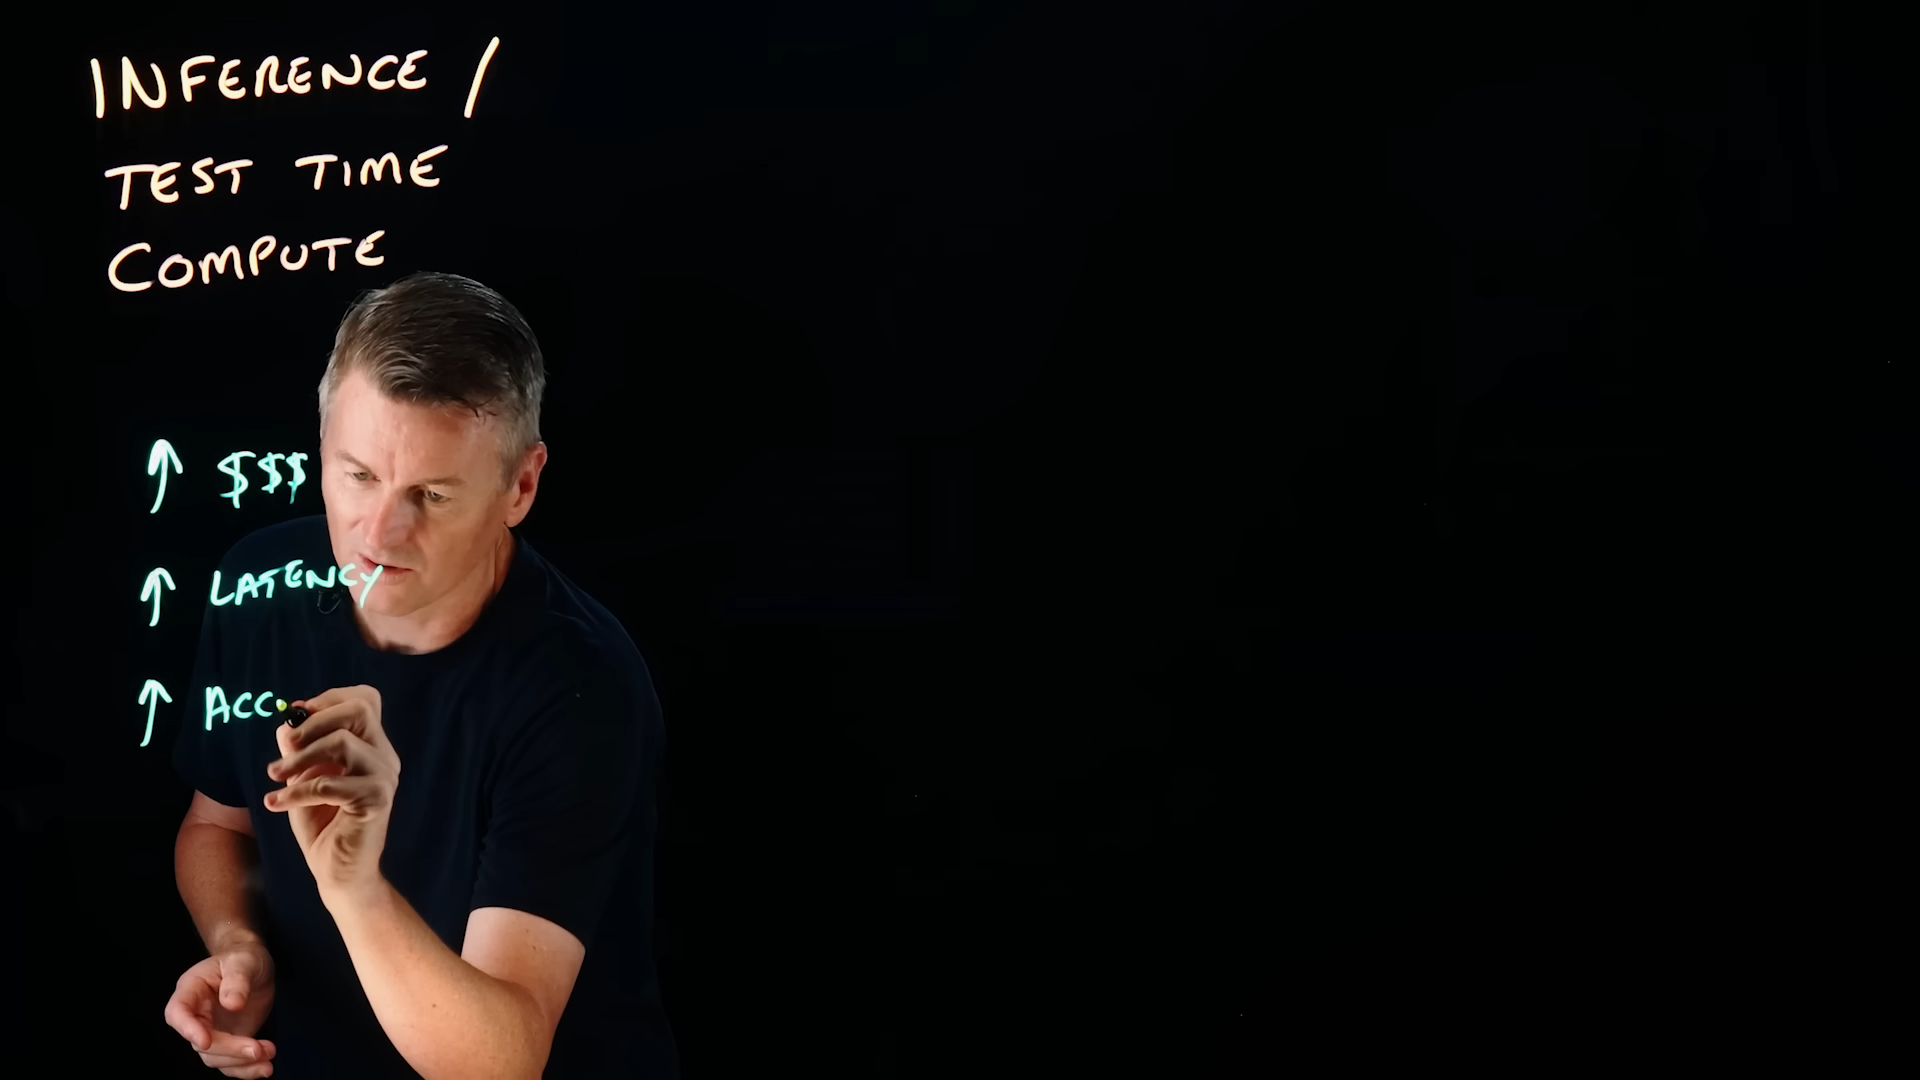 INFERENCE /
TEST TIME
COMPUTE
↑ $$$
↑ LATENCY
↑ ACC